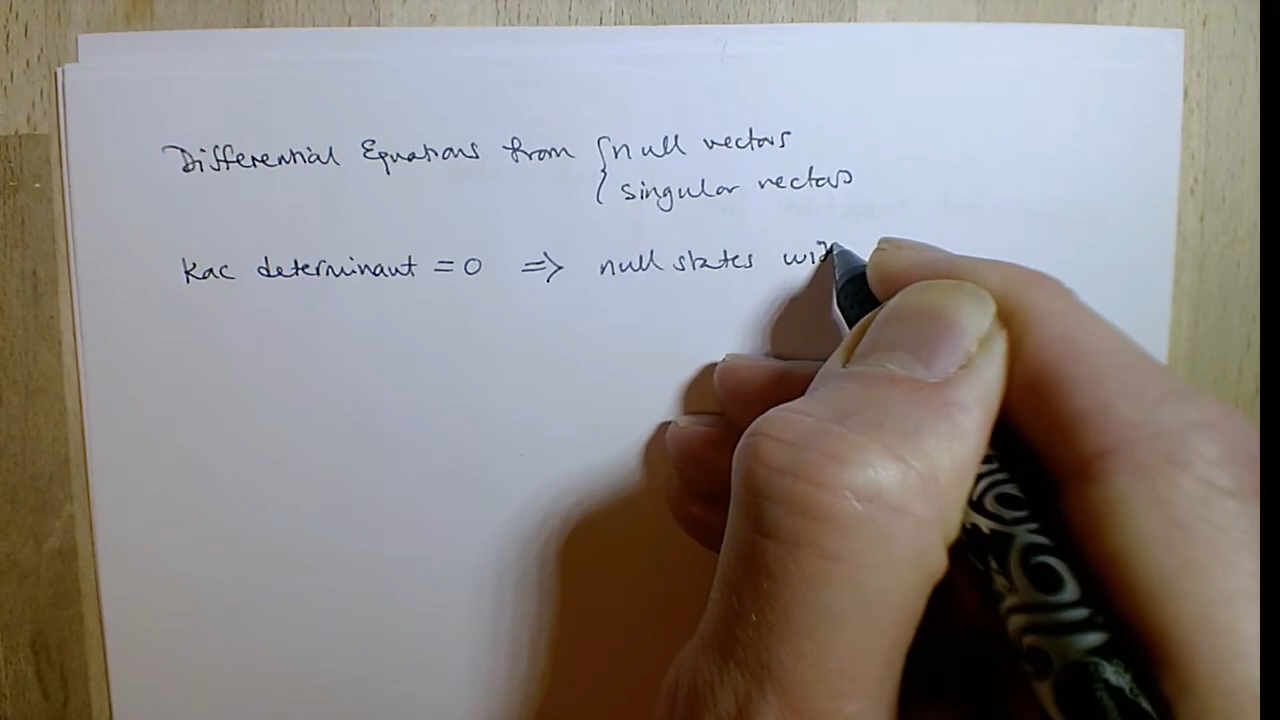 Differential Equations from { null vectors
{ singular vectors
Kac determinant = 0 => null states